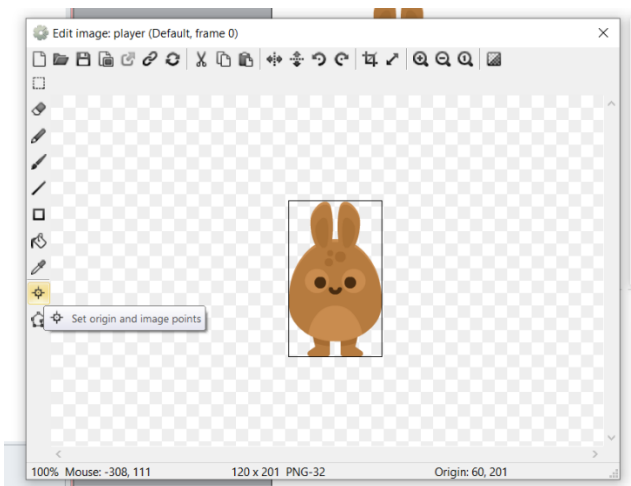 Edit image: player (Default, frame 0)
Set origin and image points
100% Mouse: -308, 111 120 x 201 PNG-32 Origin: 60, 201